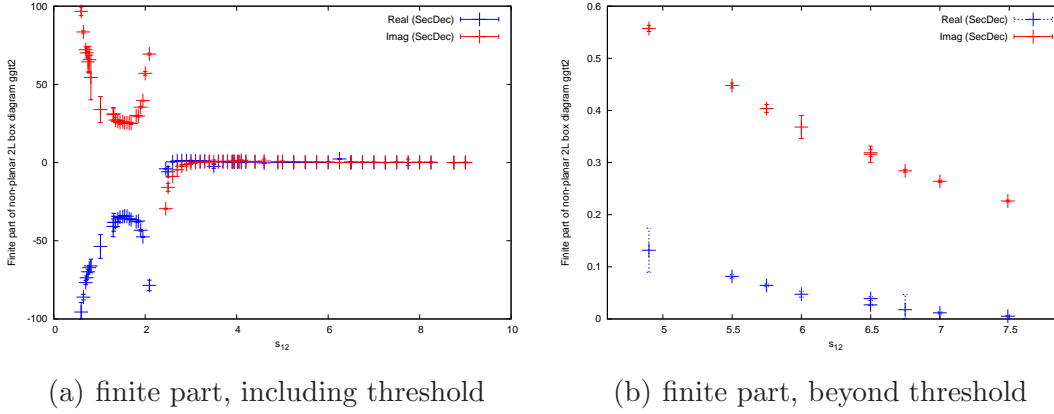 Finite part of non-planar 2L box diagram ggtt2
100
50
0
-50
-100
0
2
4
6
8
10
s12
Real (SecDec)
Imag (SecDec)
(a) finite part, including threshold
Finite part of non-planar 2L box diagram ggtt2
0.6
0.5
0.4
0.3
0.2
0.1
0
5
5.5
6
6.5
7
7.5
s12
Real (SecDec)
Imag (SecDec)
(b) finite part, beyond threshold